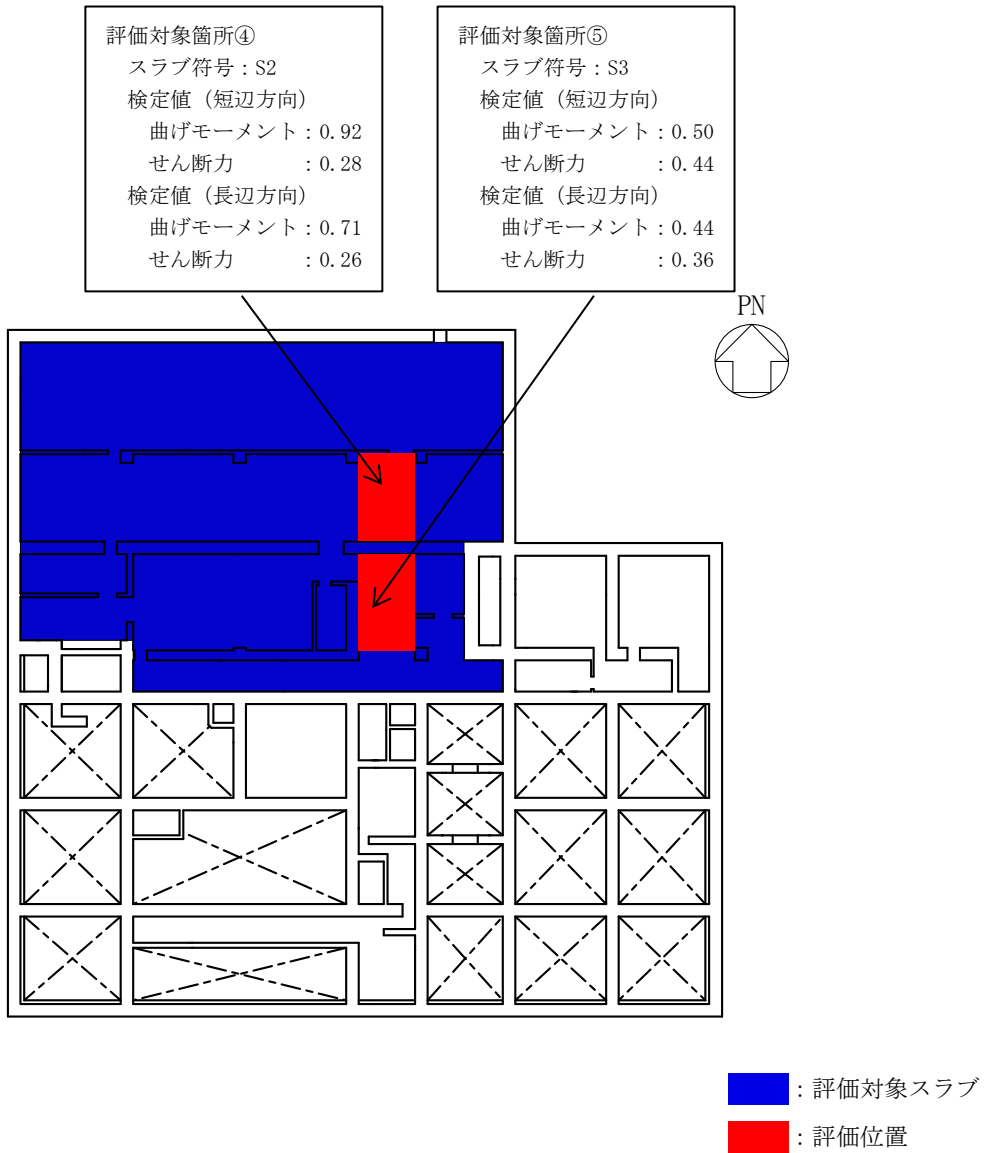 評価対象箇所④
スラブ符号：S2
検定値（短辺方向）
曲げモーメント：0.92
せん断力　　　：0.28
検定値（長辺方向）
曲げモーメント：0.71
せん断力　　　：0.26
評価対象箇所⑤
スラブ符号：S3
検定値（短辺方向）
曲げモーメント：0.50
せん断力　　　：0.44
検定値（長辺方向）
曲げモーメント：0.44
せん断力　　　：0.36
PN
：評価対象スラブ
：評価位置